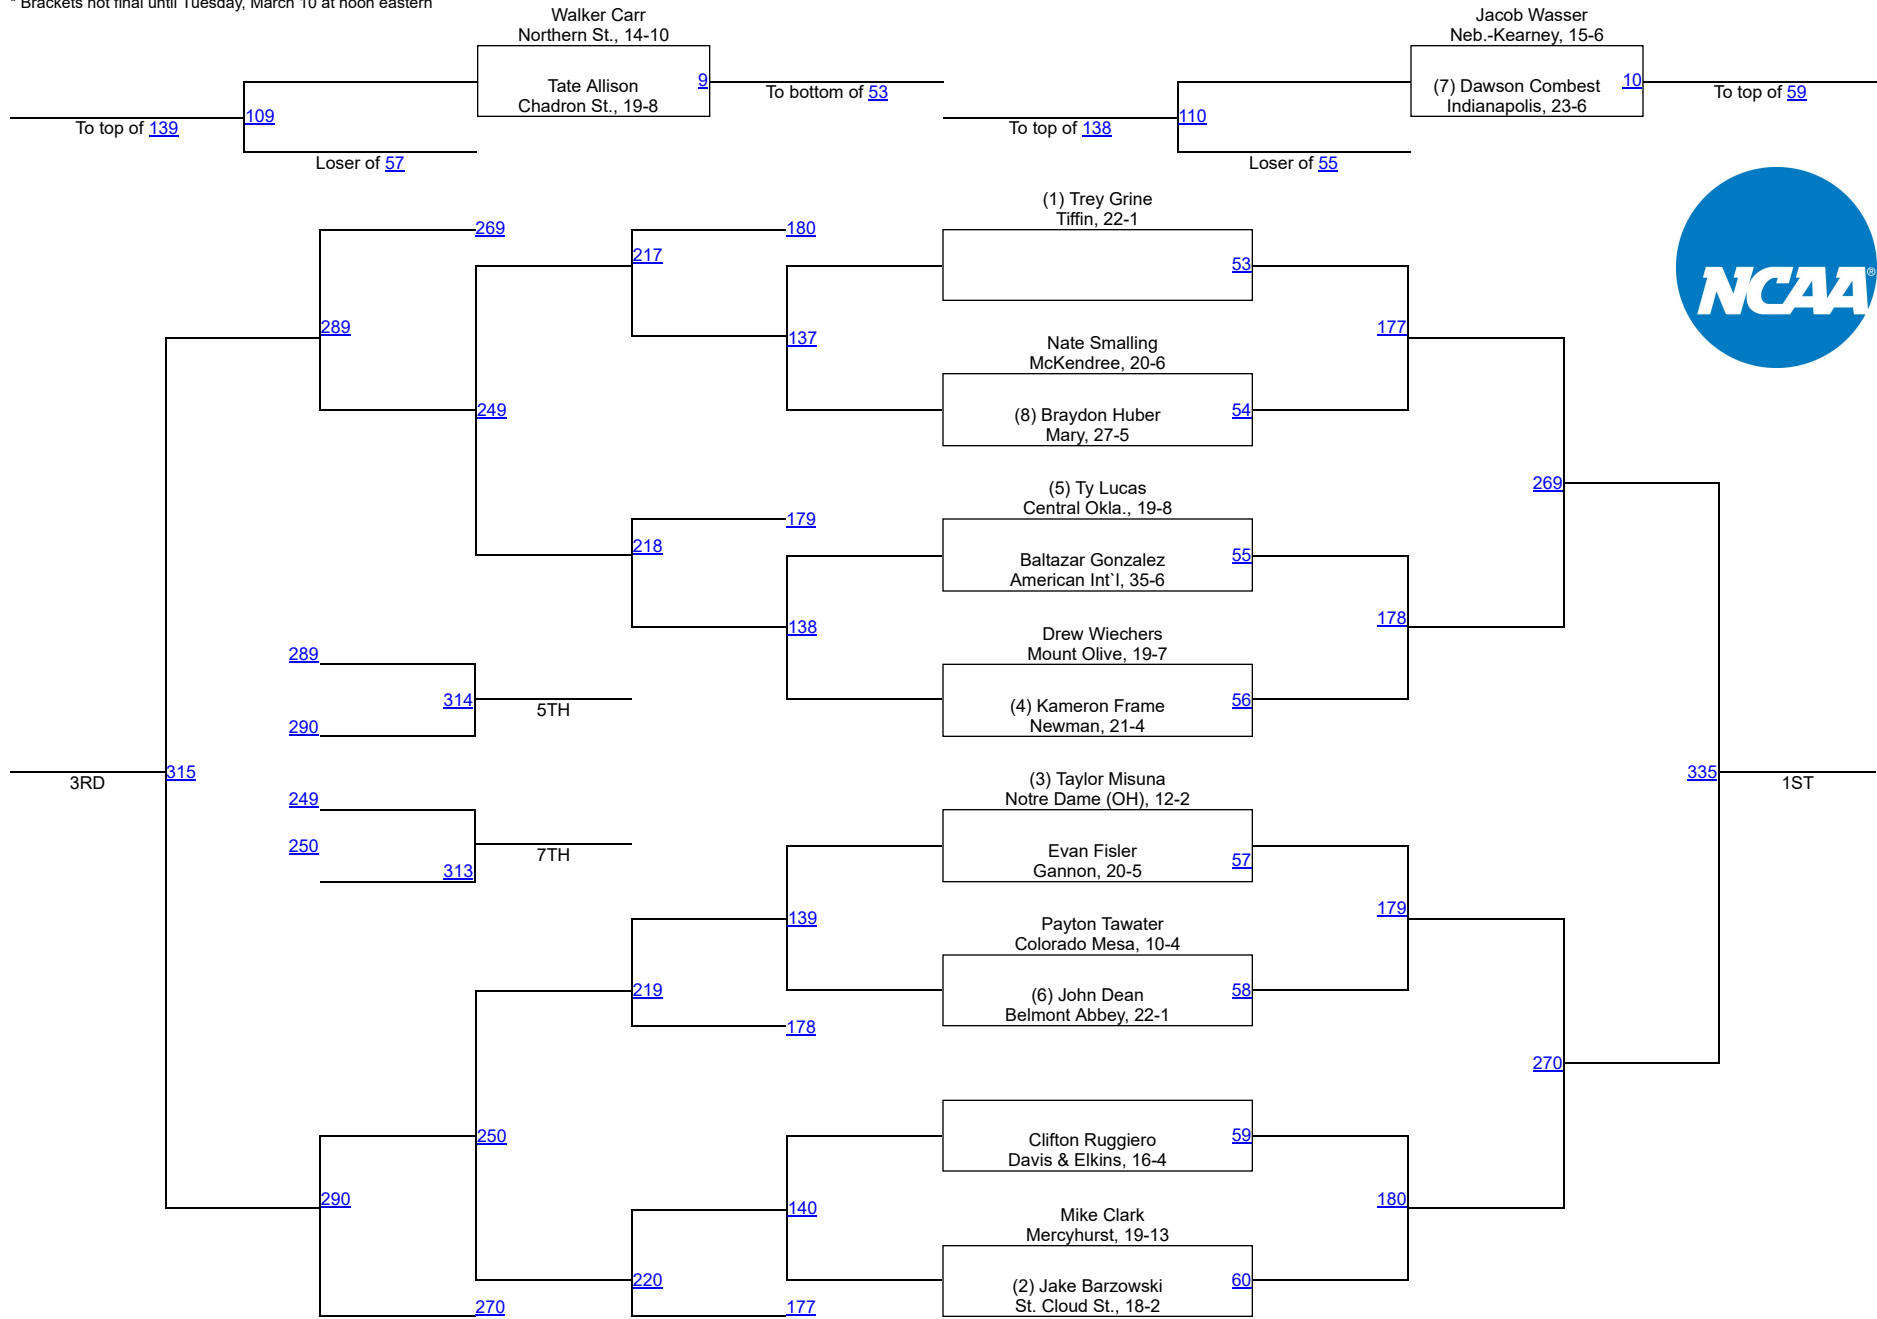 * Brackets not final until Tuesday, March 10 at noon eastern
Walker Carr
Northern St., 14-10
Tate Allison
Chadron St., 19-8
9
To bottom of 53
109
To top of 139
Loser of 57
Jacob Wasser
Neb.-Kearney, 15-6
(7) Dawson Combest
Indianapolis, 23-6
10
To top of 59
110
To top of 138
Loser of 55
NCAA®
(1) Trey Grine
Tiffin, 22-1
53
Nate Smalling
McKendree, 20-6
(8) Braydon Huber
Mary, 27-5
54
(5) Ty Lucas
Central Okla., 19-8
Baltazar Gonzalez
American Int`l, 35-6
55
Drew Wiechers
Mount Olive, 19-7
(4) Kameron Frame
Newman, 21-4
56
(3) Taylor Misuna
Notre Dame (OH), 12-2
Evan Fisler
Gannon, 20-5
57
Payton Tawater
Colorado Mesa, 10-4
(6) John Dean
Belmont Abbey, 22-1
58
Clifton Ruggiero
Davis & Elkins, 16-4
59
Mike Clark
Mercyhurst, 19-13
(2) Jake Barzowski
St. Cloud St., 18-2
60
177
178
179
180
269
270
335
1ST
180
137
179
138
139
178
140
177
217
218
219
220
269
249
250
270
289
290
289
314
290
5TH
249
250
313
7TH
315
3RD